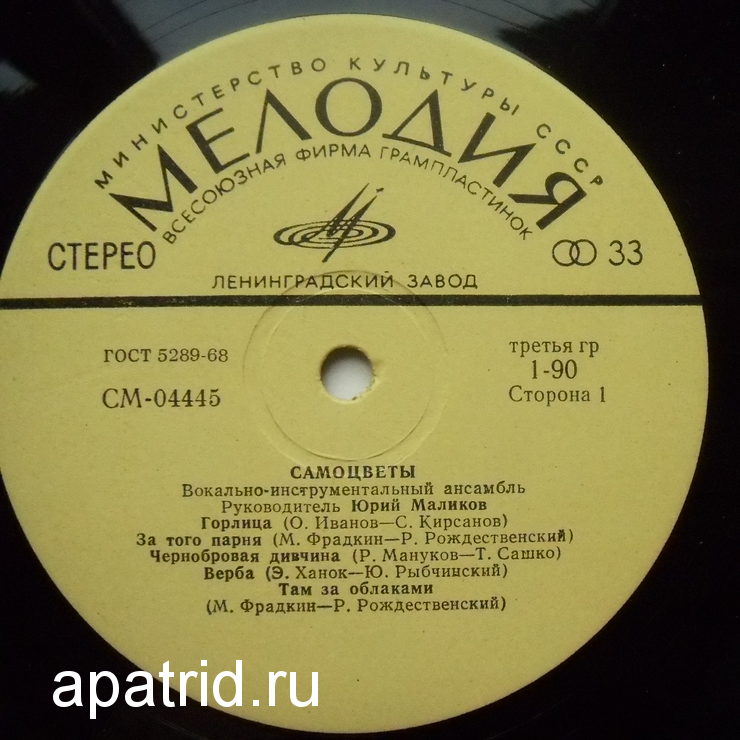 МИНИСТЕРСТВО КУЛЬТУРЫ СССР
МЕЛОДИЯ
ВСЕСОЮЗНАЯ ФИРМА ГРАМПЛАСТИНОК
СТЕРЕО
33
ЛЕНИНГРАДСКИЙ ЗАВОД
ГОСТ 5289-68
третья гр
1-90
СМ-04445
Сторона 1
САМОЦВЕТЫ
Вокально-инструментальный ансамбль
Руководитель Юрий Маликов
Горлица (О. Иванов—С. Кирсанов)
За того парня (М. Фрадкин—Р. Рождественский)
Чернобровая дивчина (Р. Мануков—Т. Сашко)
Верба (Э. Ханок—Ю. Рыбчинский)
Там за облаками
(М. Фрадкин—Р. Рождественский)
apatrid.ru